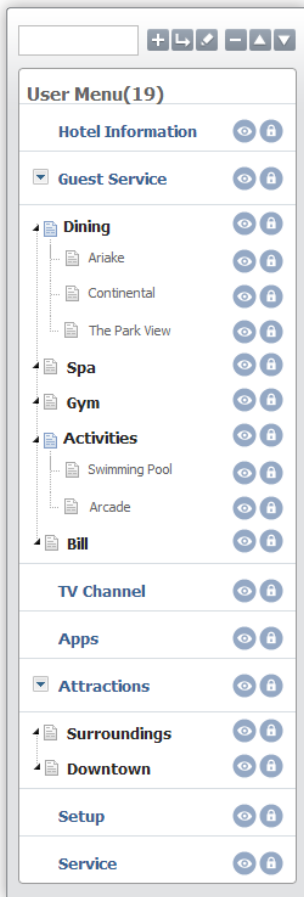 User Menu(19)
Hotel Information
Guest Service
Dining
Ariake
Continental
The Park View
Spa
Gym
Activities
Swimming Pool
Arcade
Bill
TV Channel
Apps
Attractions
Surroundings
Downtown
Setup
Service